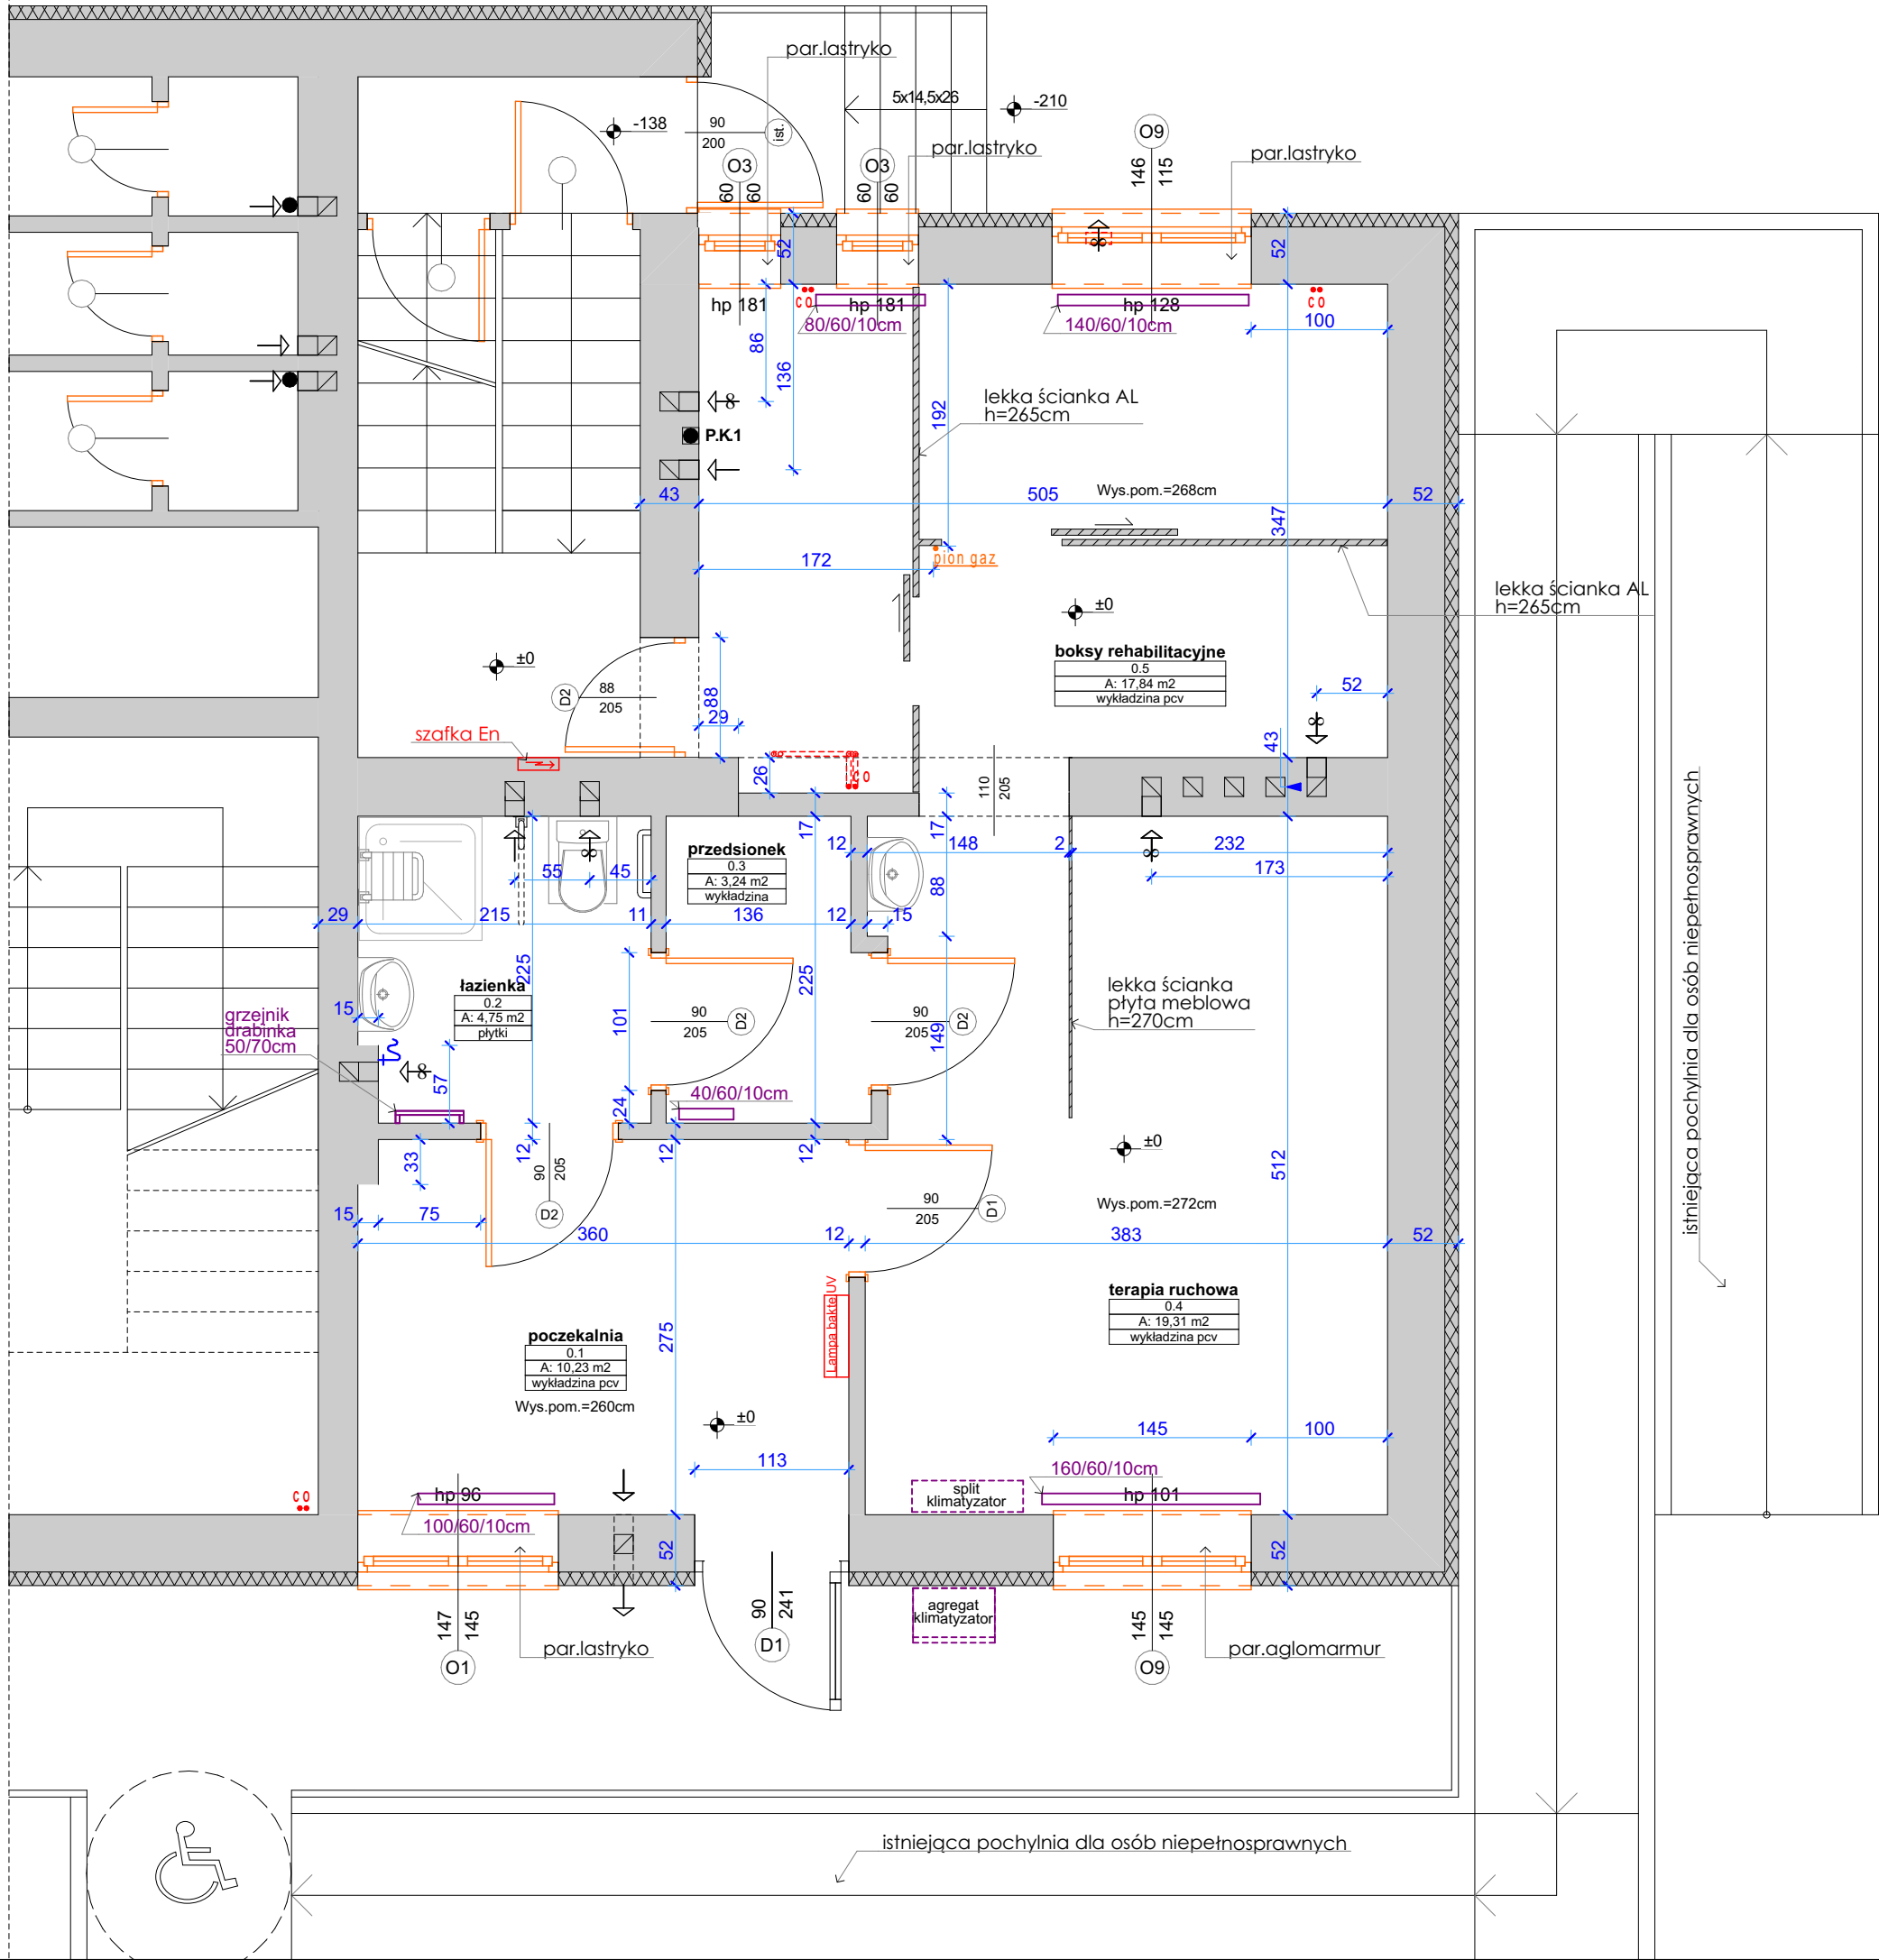 par.lastryko
5x14,5x26
-210
-138
90
200
ist.
O3
60
60
par.lastryko
O3
60
60
O9
146
115
par.lastryko
52
52
hp 181
co
hp 181
80/60/10cm
hp 128
140/60/10cm
co
100
86
136
192
lekka ścianka AL
h=265cm
P.K.1
43
505
Wys.pom.=268cm
52
347
172
pion gaz
lekka ścianka AL
h=265cm
±0
boksy rehabilitacyjne
0.5
A: 17,84 m2
wykładzina pcv
±0
D2
88
205
88
29
52
szafka En
26
co
110
205
43
17
17
przedsionek
0.3
A: 3,24 m2
wykładzina
12
148
2
232
173
55
45
88
29
215
11
136
12
15
225
225
łazienka
0.2
A: 4,75 m2
płytki
15
grzejnik
drabinka
50/70cm
101
90
205
D2
90
205
D2
149
lekka ścianka
płyta meblowa
h=270cm
57
24
40/60/10cm
33
12
12
12
90
205
D2
±0
512
15
75
90
205
D1
Wys.pom.=272cm
360
12
383
52
istniejąca pochylnia dla osób niepełnosprawnych
terapia ruchowa
0.4
A: 19,31 m2
wykładzina pcv
Lampa bakte UV
275
poczekalnia
0.1
A: 10,23 m2
wykładzina pcv
Wys.pom.=260cm
±0
145
100
113
160/60/10cm
co
hp 96
split
klimatyzator
hp 101
100/60/10cm
52
52
147
145
O1
par.lastryko
90
241
D1
agregat
klimatyzator
145
145
O9
par.aglomarmur
istniejąca pochylnia dla osób niepełnosprawnych